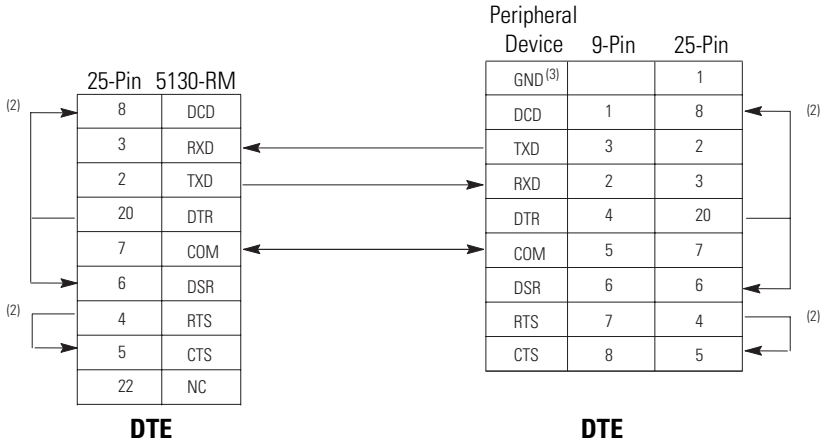 Peripheral
Device 9-Pin 25-Pin
GND(3) 1
25-Pin 5130-RM
(2) 8 DCD
DCD 1 8 (2)
3 RXD
TXD 3 2
2 TXD
RXD 2 3
20 DTR
DTR 4 20
7 COM
COM 5 7
6 DSR
DSR 6 6
(2) 4 RTS
RTS 7 4 (2)
5 CTS
CTS 8 5
22 NC
DTE DTE